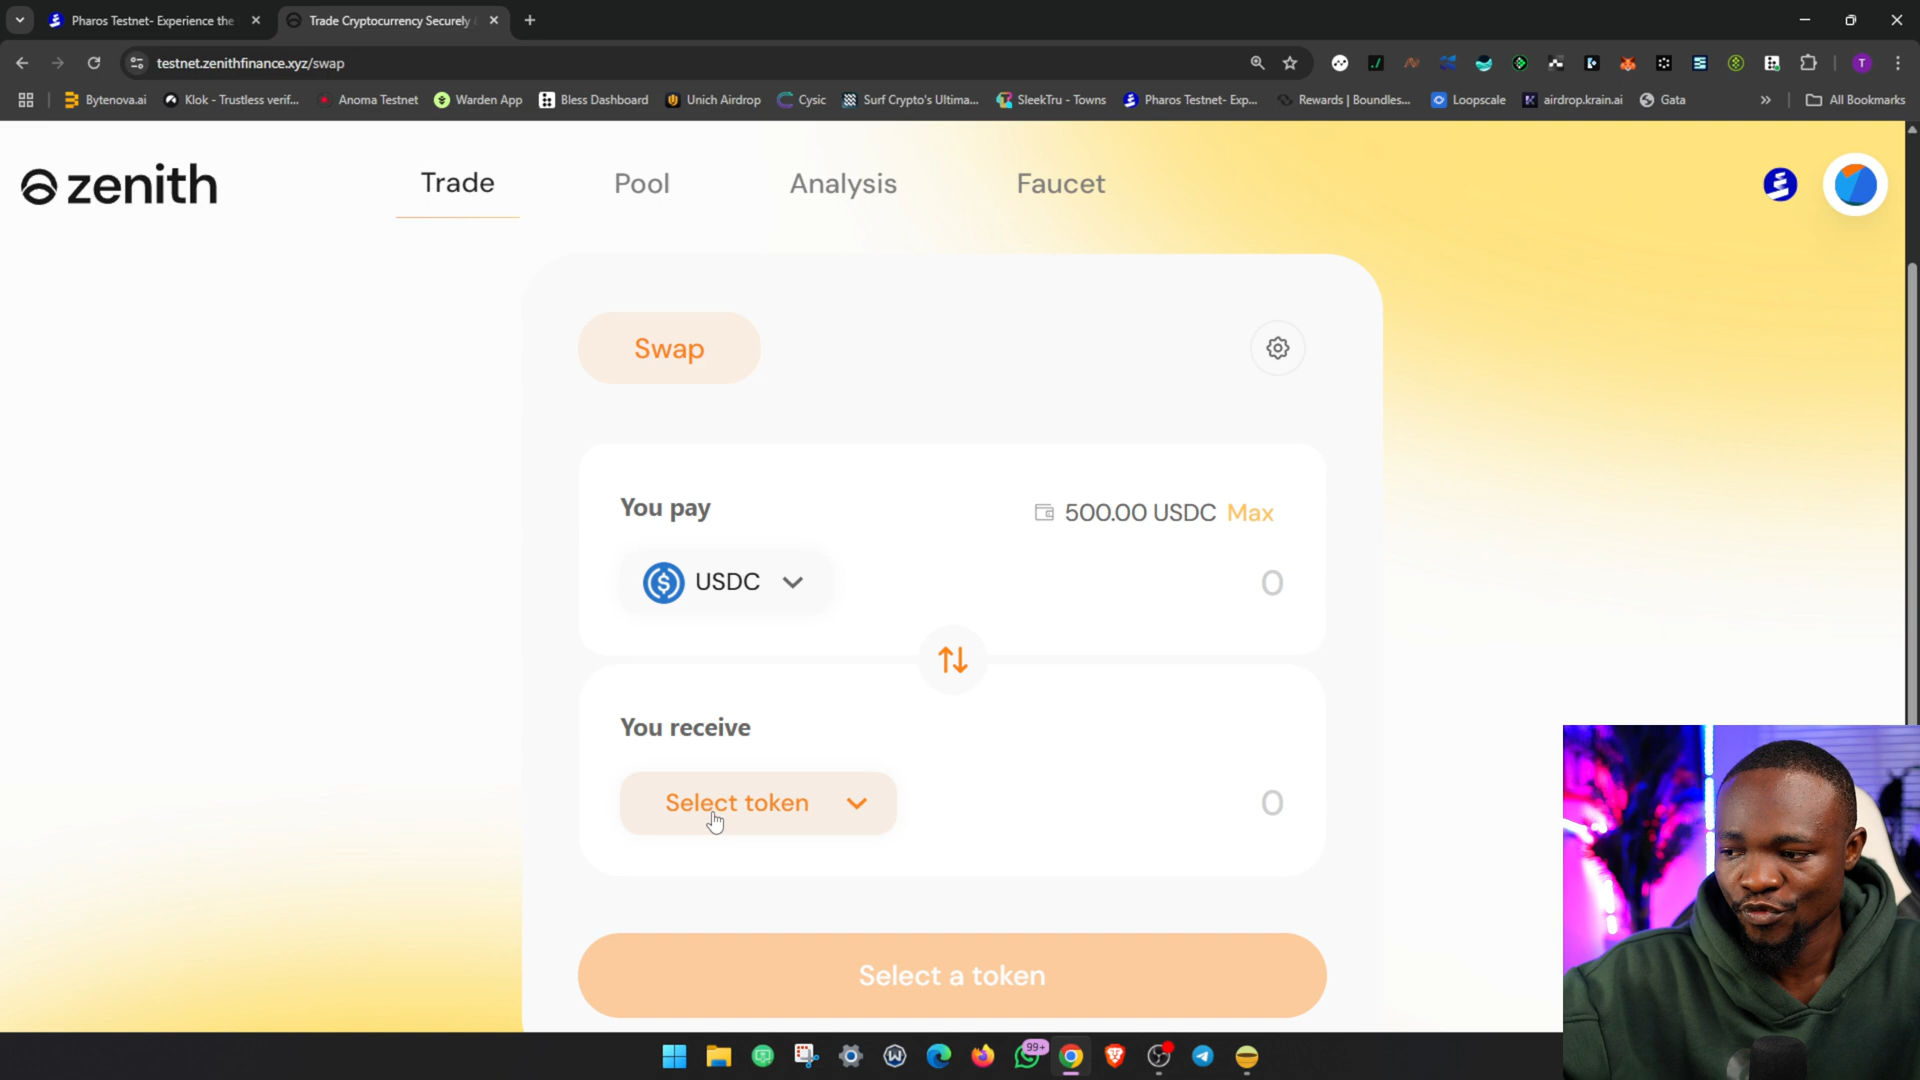 Pharos Testnet- Experience the
Trade Cryptocurrency Securely
testnet.zenithfinance.xyz/swap
T
Bytenova.ai
Klok - Trustless verif...
Anoma Testnet
Warden App
Bless Dashboard
Unich Airdrop
Cysic
Surf Crypto's Ultima...
SleekTru - Towns
Pharos Testnet- Exp...
Rewards | Boundles...
Loopscale
airdrop.krain.ai
Gata
All Bookmarks
zenith
Trade
Pool
Analysis
Faucet
Swap
You pay
500.00 USDC Max
USDC
0
You receive
Select token
0
Select a token
99+